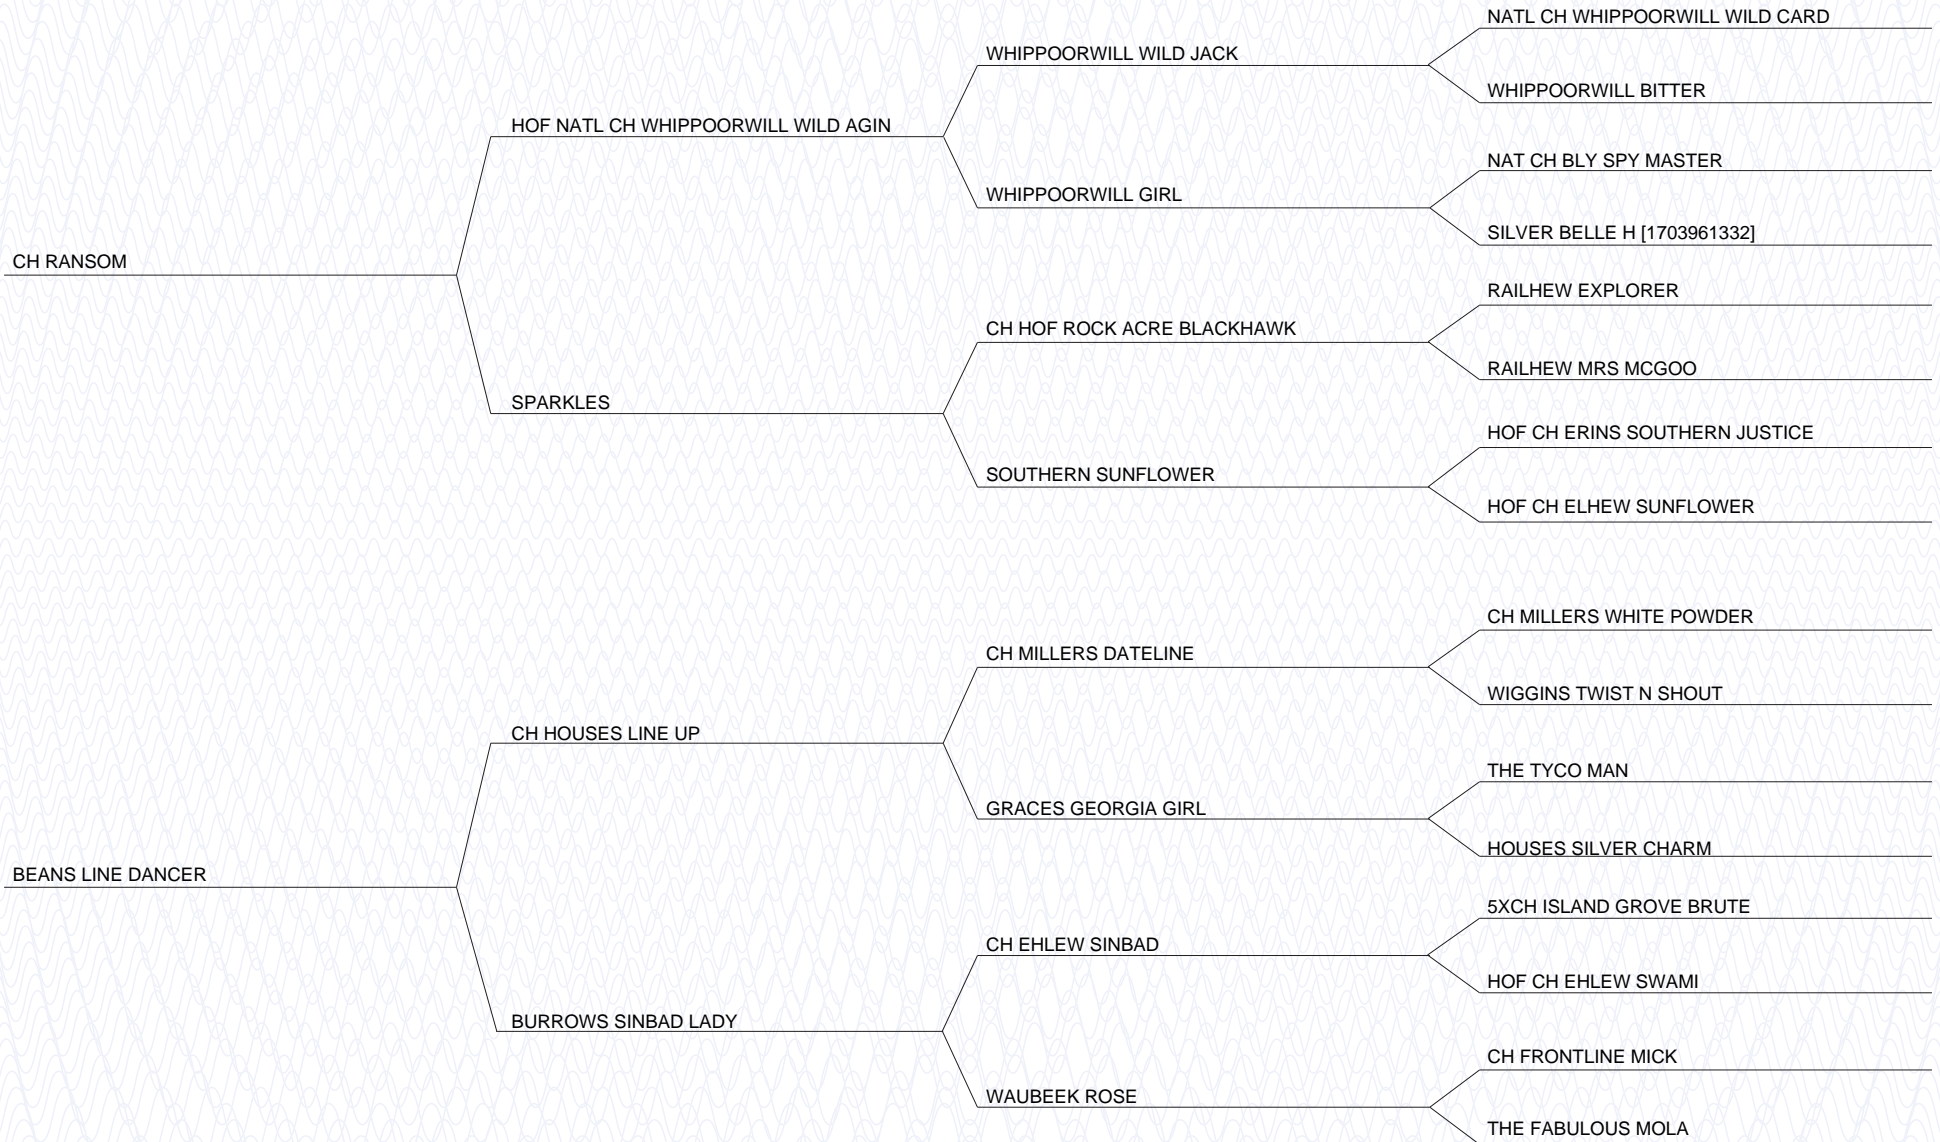 NATL CH WHIPPOORWILL WILD CARD
WHIPPOORWILL WILD JACK
WHIPPOORWILL BITTER
HOF NATL CH WHIPPOORWILL WILD AGIN
NAT CH BLY SPY MASTER
WHIPPOORWILL GIRL
SILVER BELLE H [1703961332]
CH RANSOM
RAILHEW EXPLORER
CH HOF ROCK ACRE BLACKHAWK
RAILHEW MRS MCGOO
SPARKLES
HOF CH ERINS SOUTHERN JUSTICE
SOUTHERN SUNFLOWER
HOF CH ELHEW SUNFLOWER
CH MILLERS WHITE POWDER
CH MILLERS DATELINE
WIGGINS TWIST N SHOUT
CH HOUSES LINE UP
THE TYCO MAN
GRACES GEORGIA GIRL
HOUSES SILVER CHARM
BEANS LINE DANCER
5XCH ISLAND GROVE BRUTE
CH EHLEW SINBAD
HOF CH EHLEW SWAMI
BURROWS SINBAD LADY
CH FRONTLINE MICK
WAUBEEK ROSE
THE FABULOUS MOLA